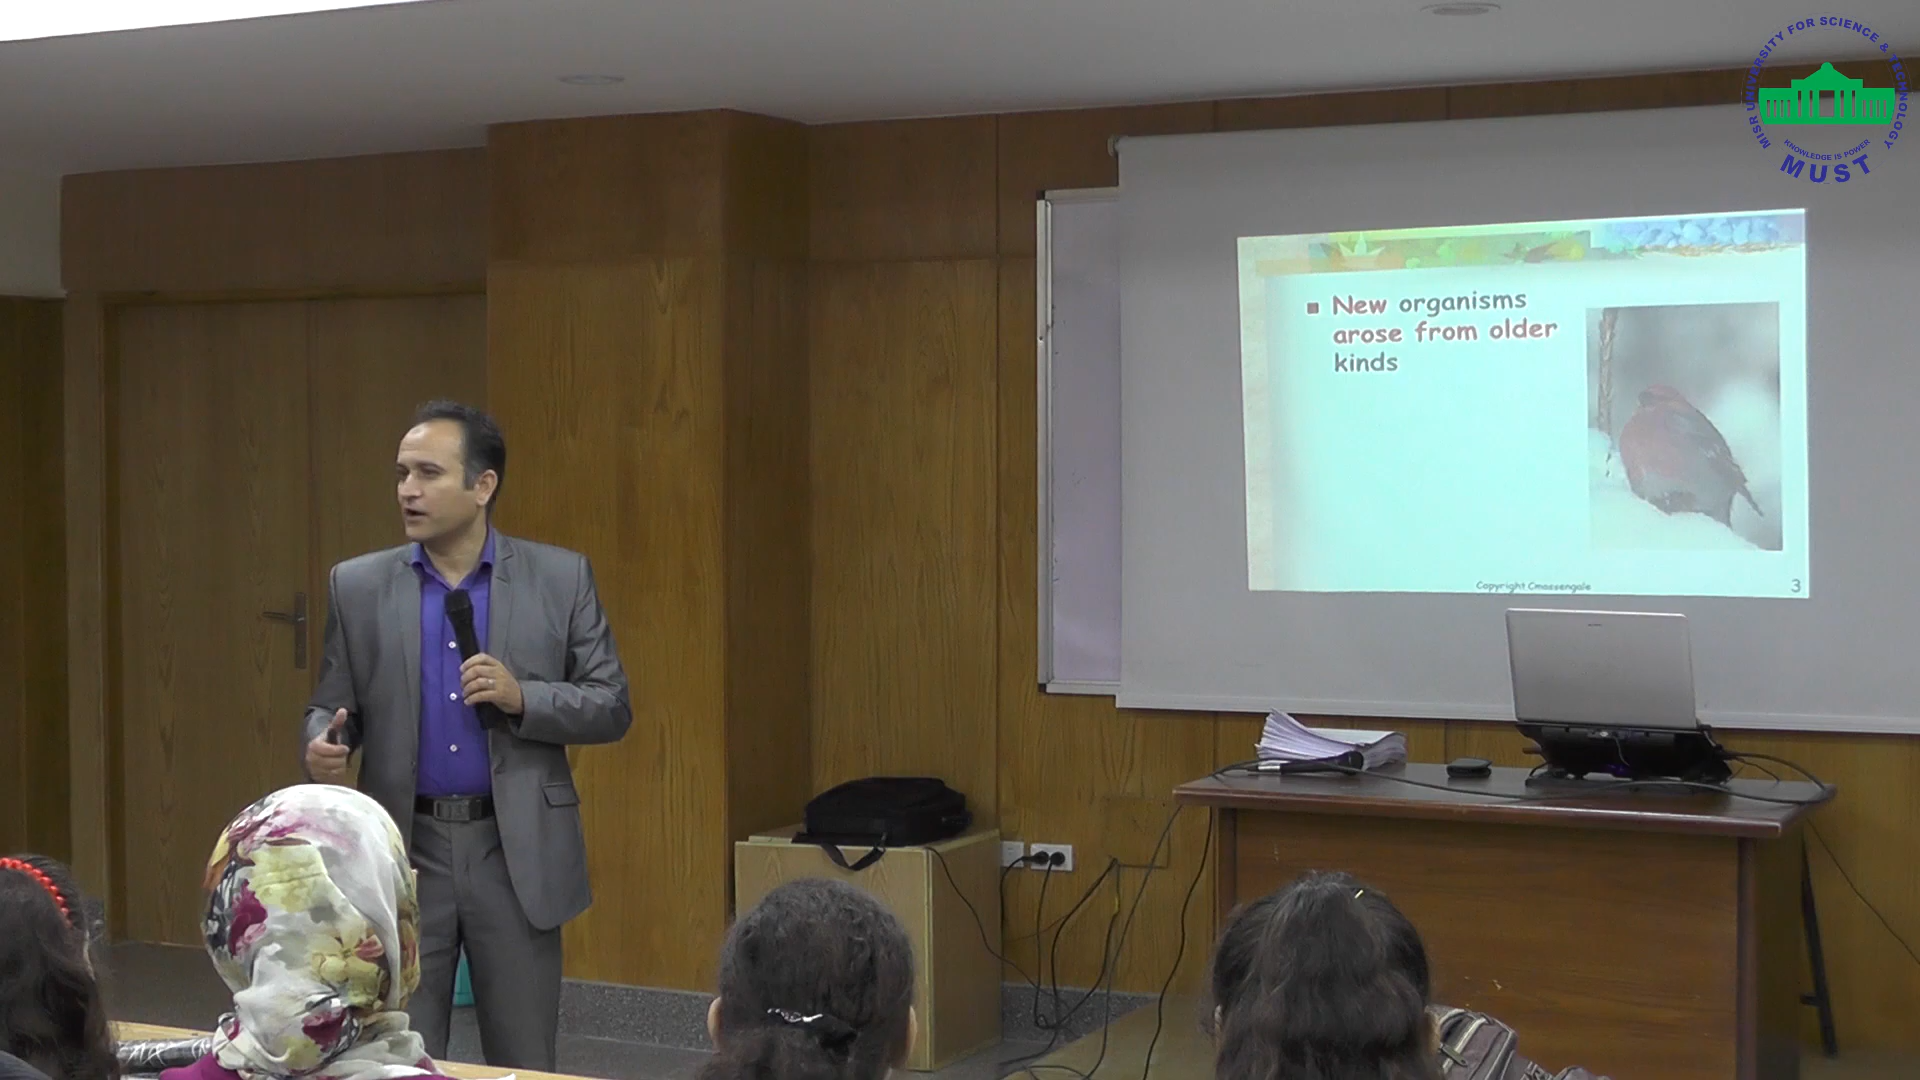 MISR UNIVERSITY FOR SCIENCE & TECHNOLOGY
KNOWLEDGE IS POWER
MUST
New organisms
arose from older
kinds
Copyright Cmassengale
3